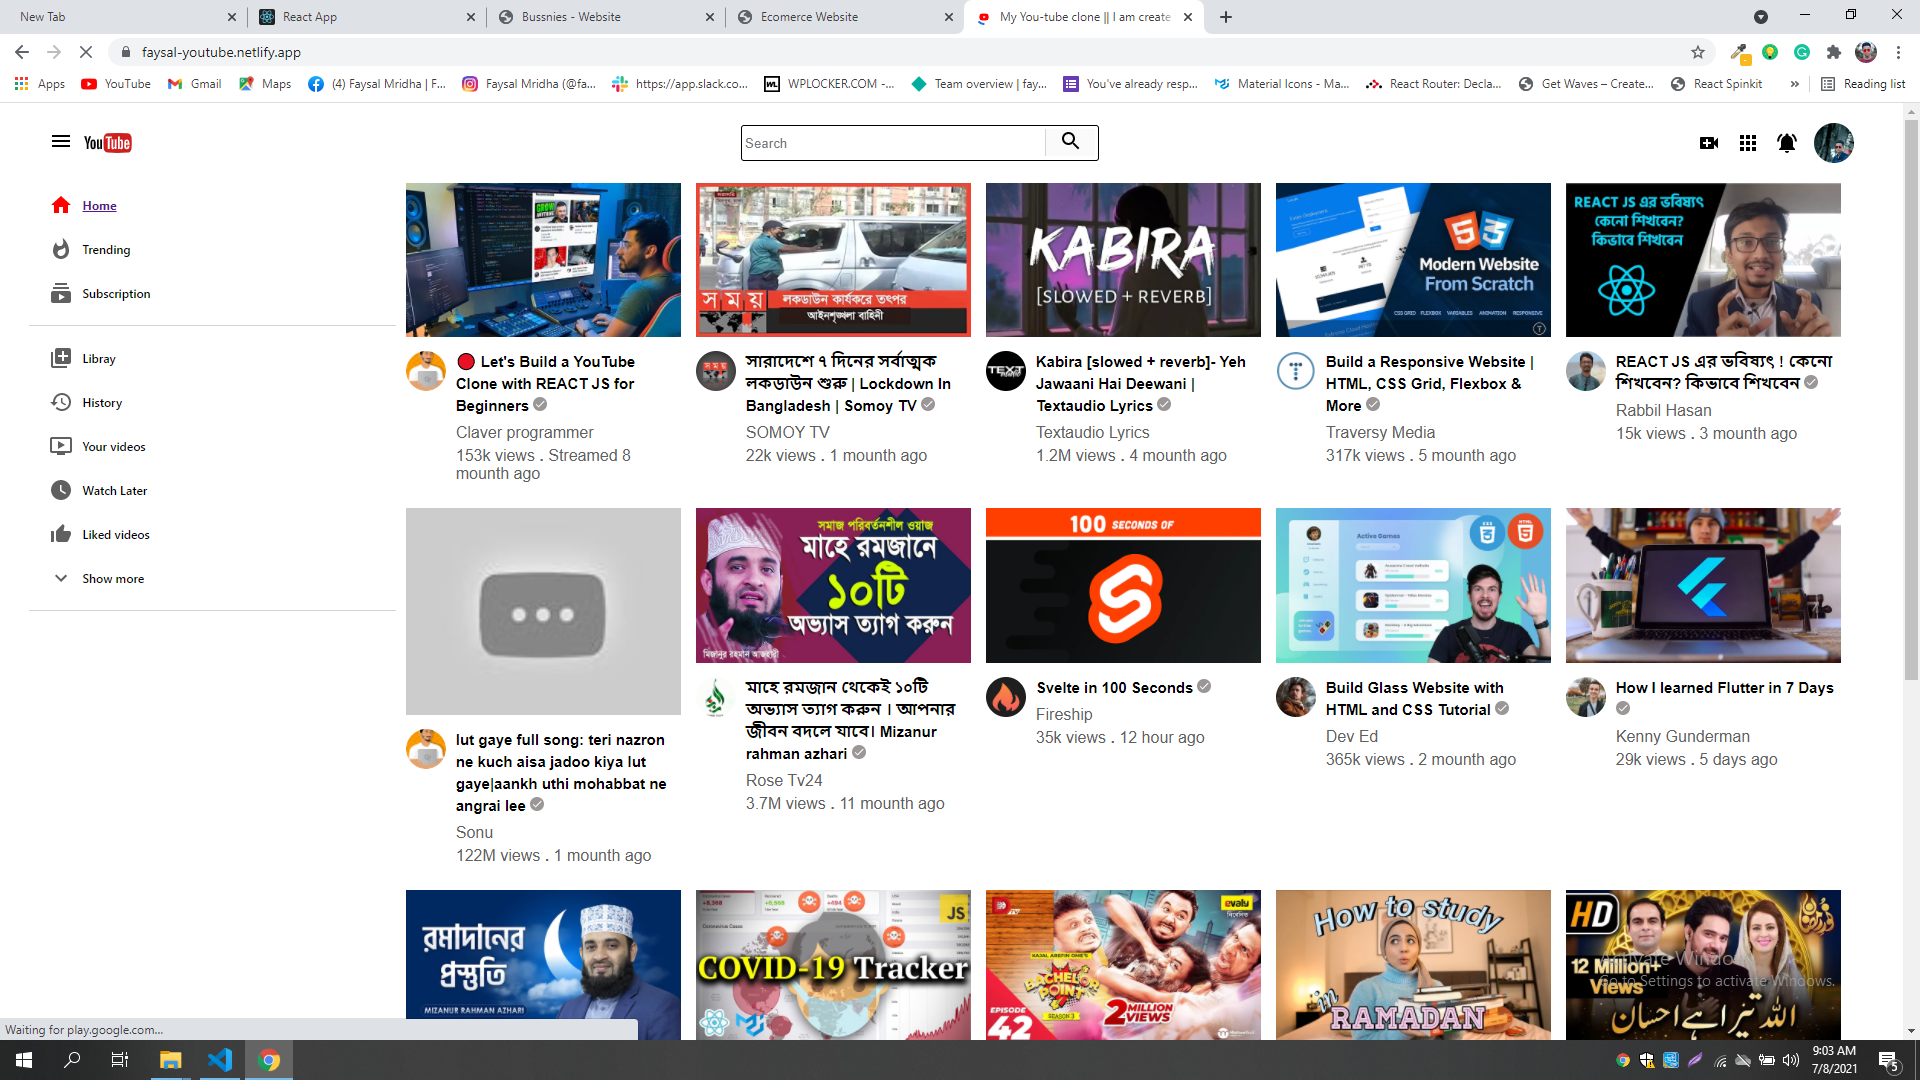 New Tab
React App
Bussnies - Website
Ecomerce Website
My You-tube clone || I am create
faysal-youtube.netlify.app
Apps
YouTube
Gmail
Maps
(4) Faysal Mridha | F...
Faysal Mridha (@fa...
https://app.slack.co...
WPLOCKER.COM -...
Team overview | fay...
You've already resp...
Material Icons - Ma...
React Router: Decla...
Get Waves – Create...
React Spinkit
Reading list
YouTube
Search
Home
Trending
Subscription
Libray
History
Your videos
Watch Later
Liked videos
Show more
সময়
লকডাউন কার্যকরে তৎপর
আইনশৃঙ্খলা বাহিনী
KABIRA
[SLOWED + REVERB]
Modern Website
From Scratch
CSS GRID FLEXBOX VARIABLES ANIMATION RESPONSIVE
REACT JS এর ভবিষ্যৎ
কেনো শিখবেন?
কিভাবে শিখবেন
Let's Build a YouTube
Clone with REACT JS for
Beginners
Claver programmer
153k views . Streamed 8
mounth ago
সারাদেশে ৭ দিনের সর্বাত্মক
লকডাউন শুরু | Lockdown In
Bangladesh | Somoy TV
SOMOY TV
22k views . 1 mounth ago
TEXT
Kabira [slowed + reverb]- Yeh
Jawaani Hai Deewani |
Textaudio Lyrics
Textaudio Lyrics
1.2M views . 4 mounth ago
Build a Responsive Website |
HTML, CSS Grid, Flexbox &
More
Traversy Media
317k views . 5 mounth ago
REACT JS এর ভবিষ্যৎ ! কেনো
শিখবেন? কিভাবে শিখবেন
Rabbil Hasan
15k views . 3 mounth ago
সমাজ পরিবর্তনশীল ওয়াজ
মাহে রমজানে
১০টি
অভ্যাস ত্যাগ করুন
মিজানুর রহমান আজহারী
100 SECONDS OF
Active Games
lut gaye full song: teri nazron
ne kuch aisa jadoo kiya lut
gaye|aankh uthi mohabbat ne
angrai lee
Sonu
122M views . 1 mounth ago
মাহে রমজান থেকেই ১০টি
অভ্যাস ত্যাগ করুন । আপনার
জীবন বদলে যাবে। Mizanur
rahman azhari
Rose Tv24
3.7M views . 11 mounth ago
Svelte in 100 Seconds
Fireship
35k views . 12 hour ago
Build Glass Website with
HTML and CSS Tutorial
Dev Ed
365k views . 2 mounth ago
How I learned Flutter in 7 Days
Kenny Gunderman
29k views . 5 days ago
রমাদানের
প্রস্তুতি
MIZANUR RAHMAN AZHARI
JS
COVID-19 Tracker
evaly
KAJAL AREFIN OME'S
BACHELOR
POINT
SEASON 3
EPISODE
42
2 MILLION
VIEWS
How to study
in
RAMADAN
HD
12 Million+
Views
اللہ تیرا ہے احسان
Activate Windows
Go to Settings to activate Windows.
Waiting for play.google.com...
9:03 AM
7/8/2021
5